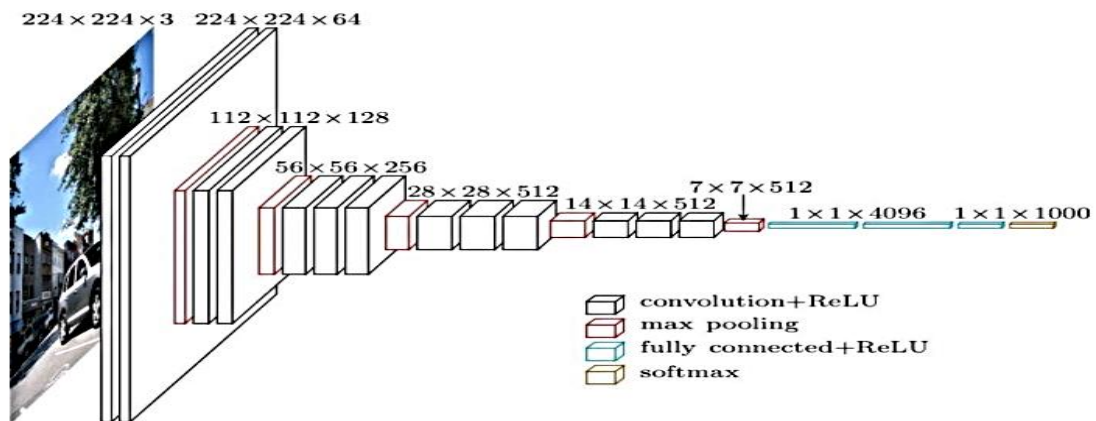 224 × 224 × 3
224 × 224 × 64
112 × 112 × 128
56 × 56 × 256
28 × 28 × 512
14 × 14 × 512
7 × 7 × 512
1 × 1 × 4096
1 × 1 × 1000
convolution+ReLU
max pooling
fully connected+ReLU
softmax